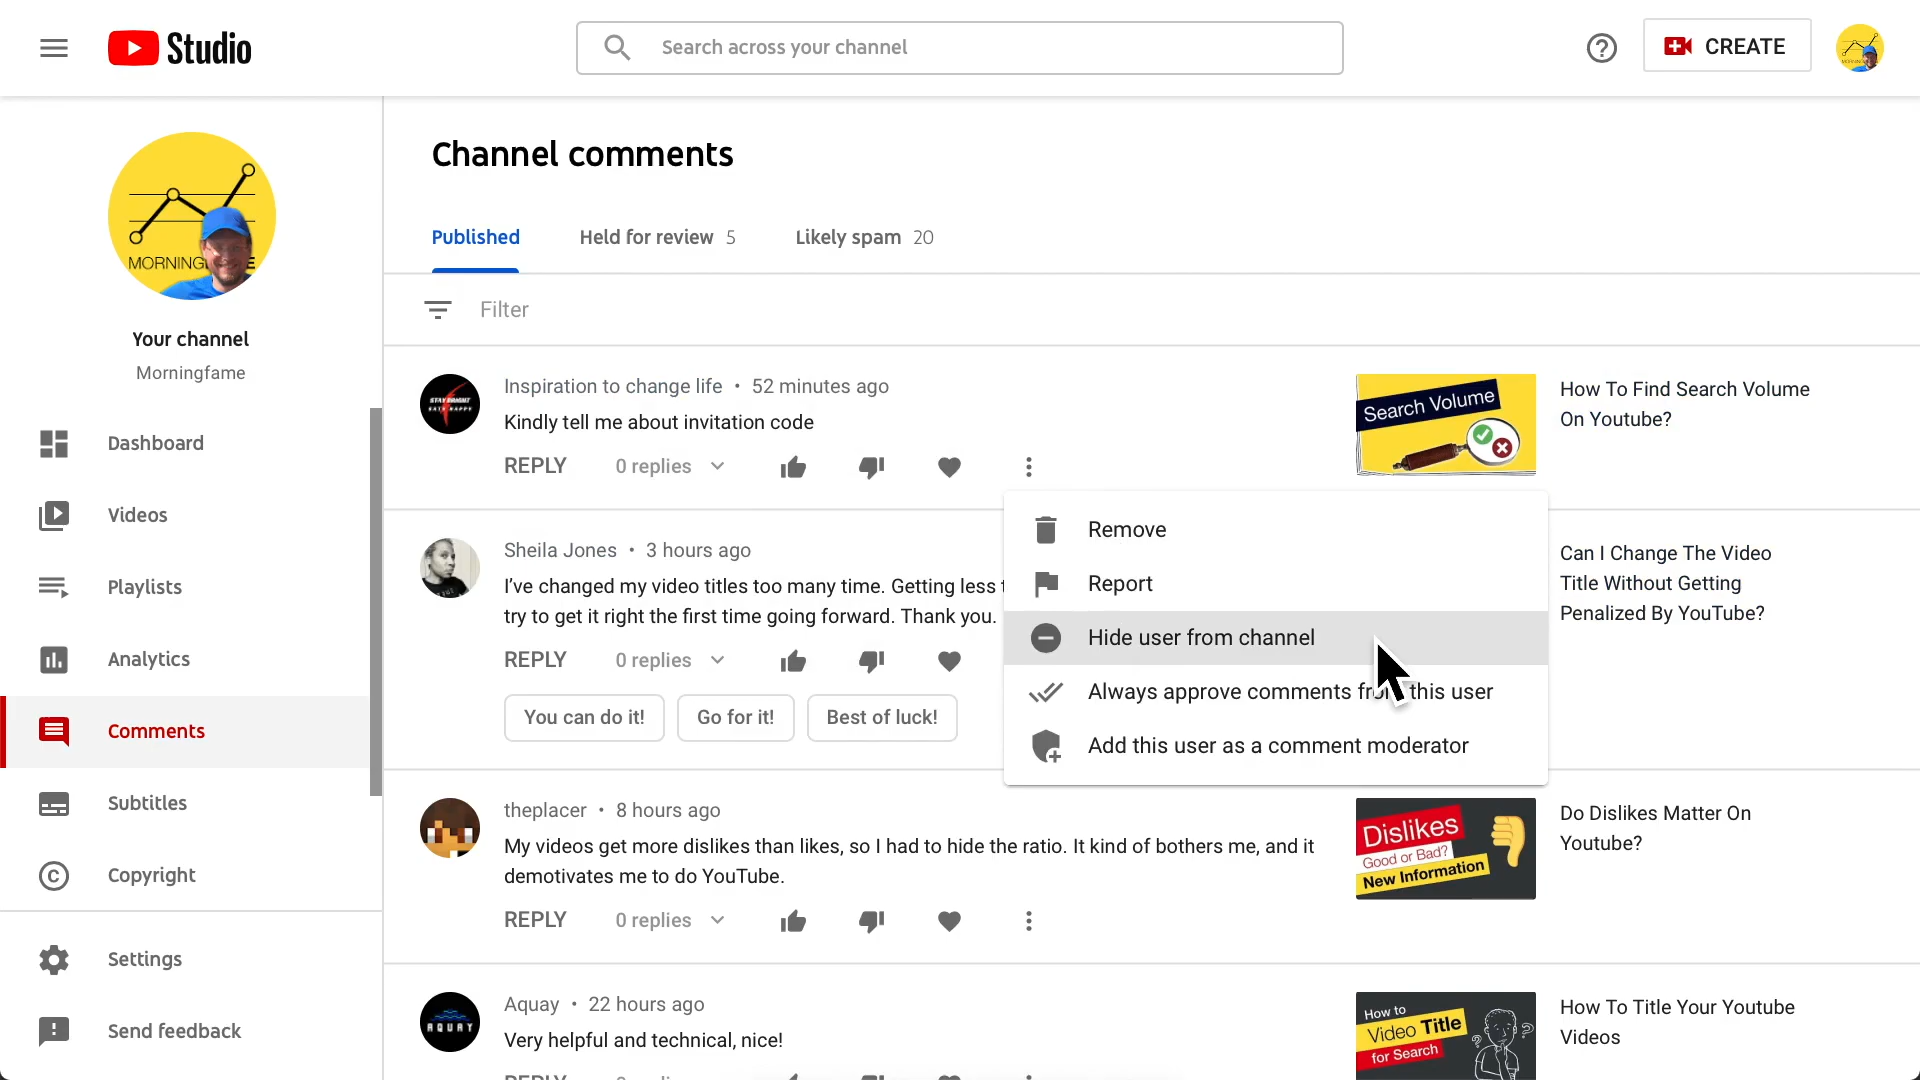 Studio
Search across your channel
CREATE
MORNING
Your channel
Morningfame
Dashboard
Videos
Playlists
Analytics
Comments
Subtitles
Copyright
Settings
Send feedback
Channel comments
Published
Held for review 5
Likely spam 20
Filter
Inspiration to change life • 52 minutes ago
Kindly tell me about invitation code
REPLY
0 replies
Search Volume
How To Find Search Volume
On Youtube?
Remove
Report
Hide user from channel
Always approve comments from this user
Add this user as a comment moderator
Sheila Jones • 3 hours ago
I've changed my video titles too many time. Getting less
try to get it right the first time going forward. Thank you.
REPLY
0 replies
You can do it!
Go for it!
Best of luck!
Can I Change The Video
Title Without Getting
Penalized By YouTube?
theplacer • 8 hours ago
My videos get more dislikes than likes, so I had to hide the ratio. It kind of bothers me, and it
demotivates me to do YouTube.
REPLY
0 replies
Dislikes
Good or Bad?
New Information
Do Dislikes Matter On
Youtube?
AQUAY
Aquay • 22 hours ago
Very helpful and technical, nice!
REPLY
How to
Video Title
for Search
How To Title Your Youtube
Videos